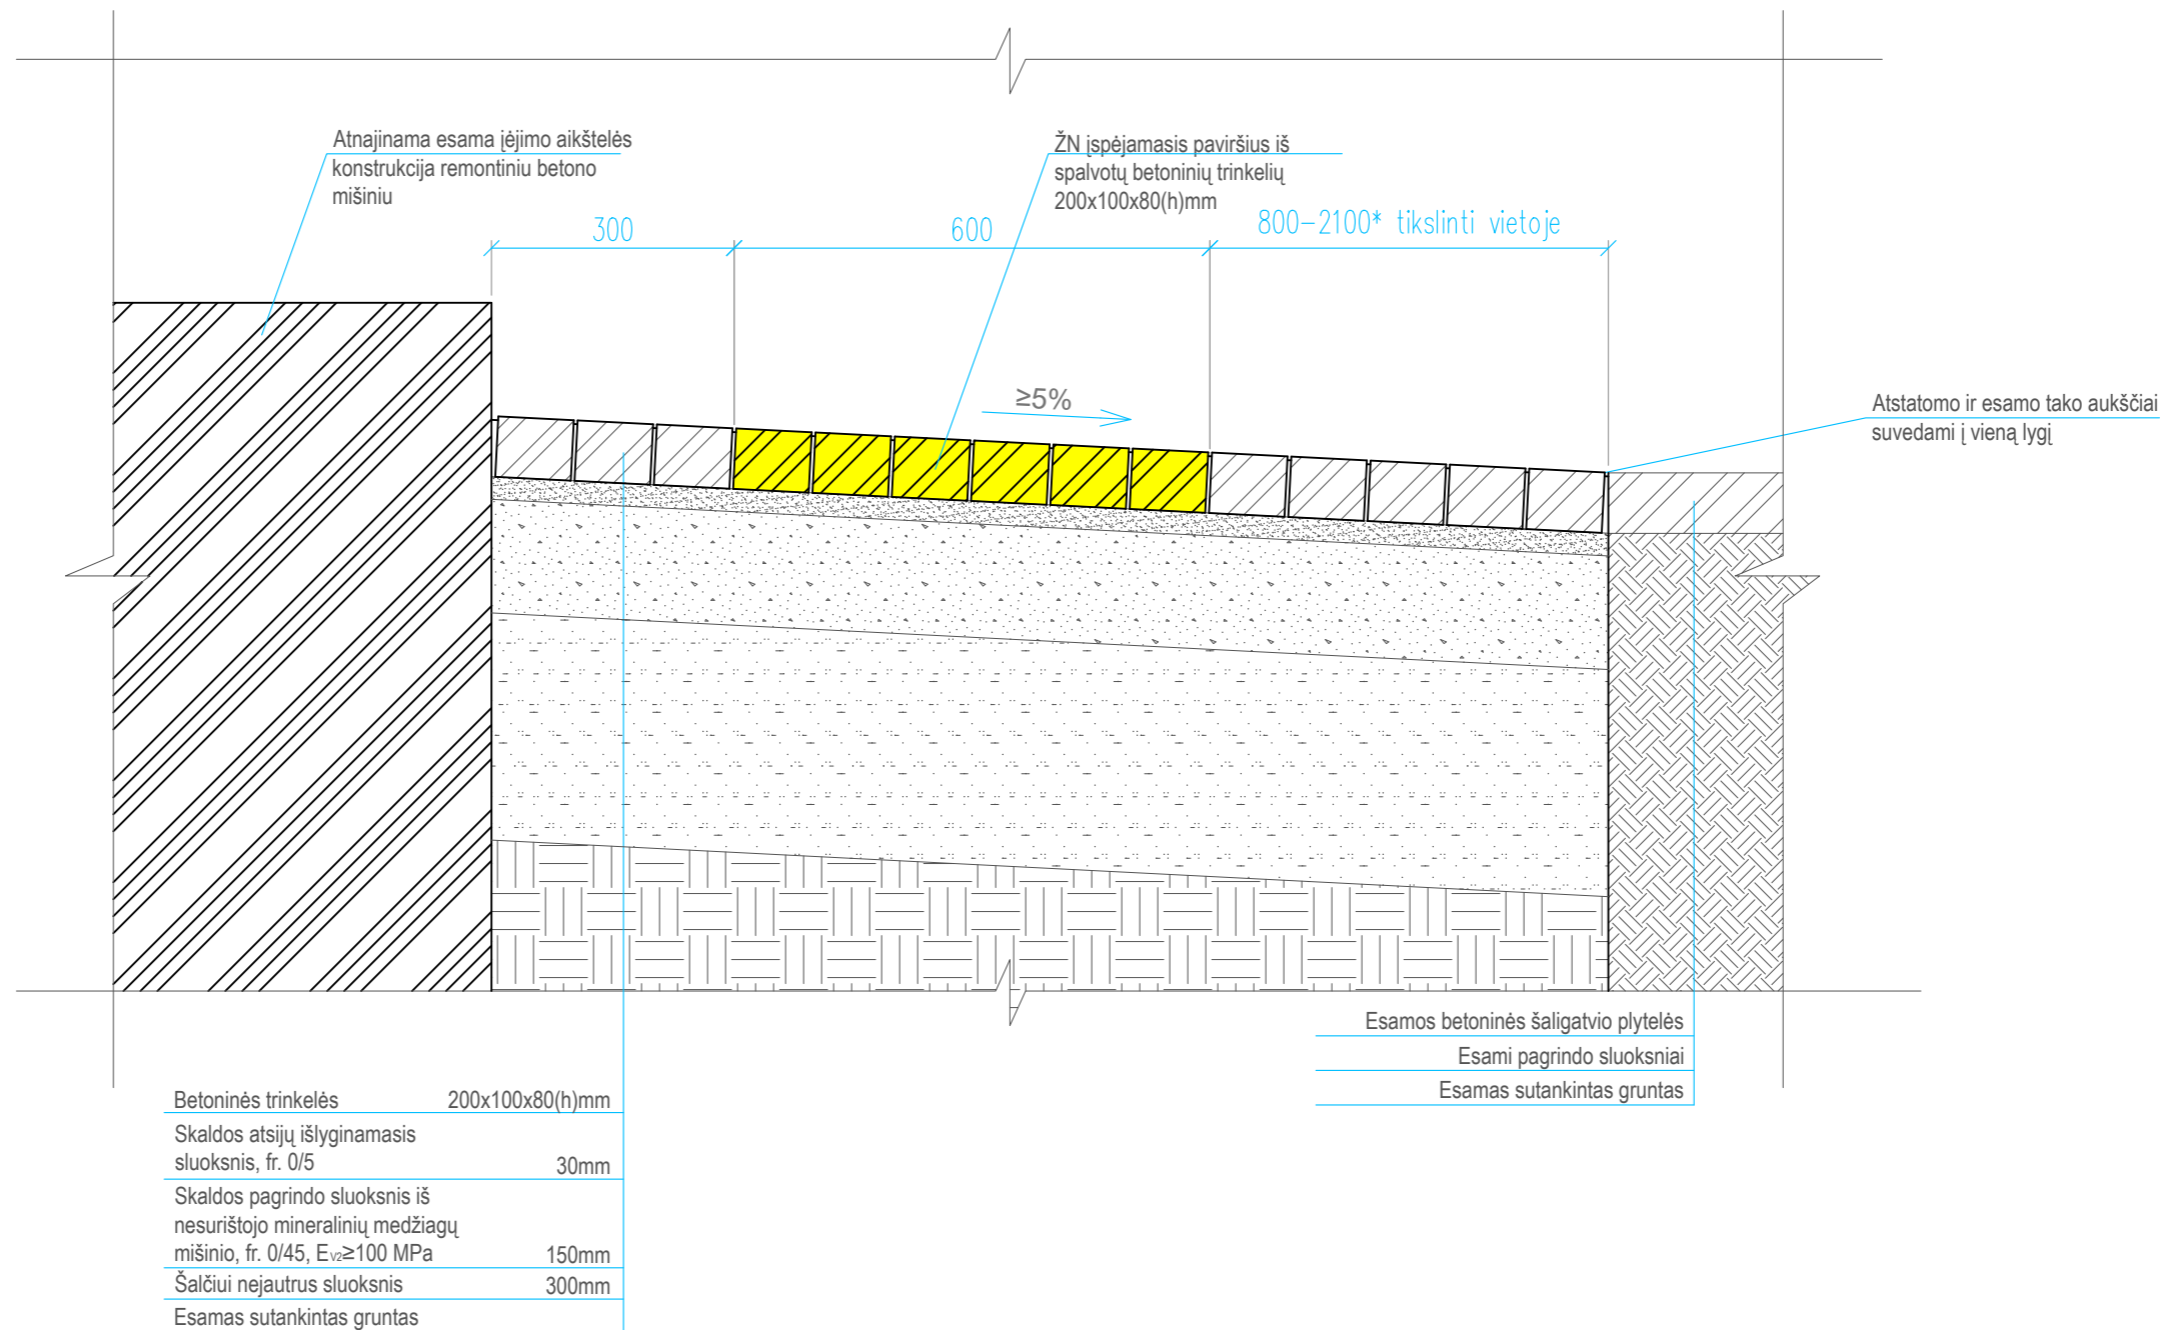 Atnajinama esama įėjimo aikštelės
konstrukcija remontiniu betono
mišiniu
ŽN įspėjamasis paviršius iš
spalvotų betoninių trinkelių
200x100x80(h)mm
300
600
800-2100* tikslinti vietoje
≥5%
Atstatomo ir esamo tako aukščiai
suvedami į vieną lygį
Esamos betoninės šaligatvio plytelės
Esami pagrindo sluoksniai
Esamas sutankintas gruntas
Betoninės trinkelės 200x100x80(h)mm
Skaldos atsijų išlyginamasis
sluoksnis, fr. 0/5 30mm
Skaldos pagrindo sluoksnis iš
nesurištojo mineralinių medžiagų
mišinio, fr. 0/45, Ev2≥100 MPa 150mm
Šalčiui nejautrus sluoksnis 300mm
Esamas sutankintas gruntas